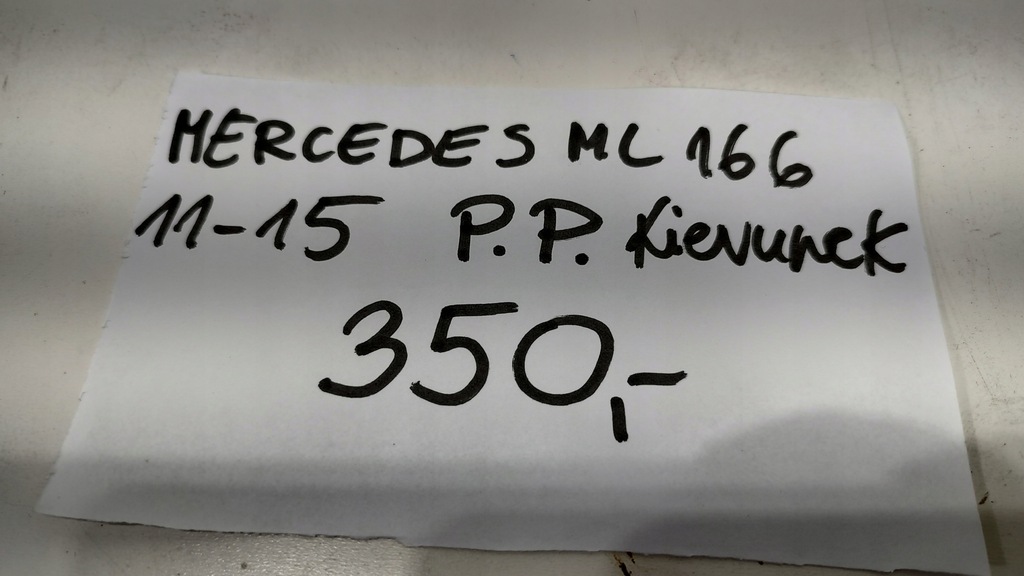 MERCEDES ML 166
11-15 P.P. Kierunek
350,-